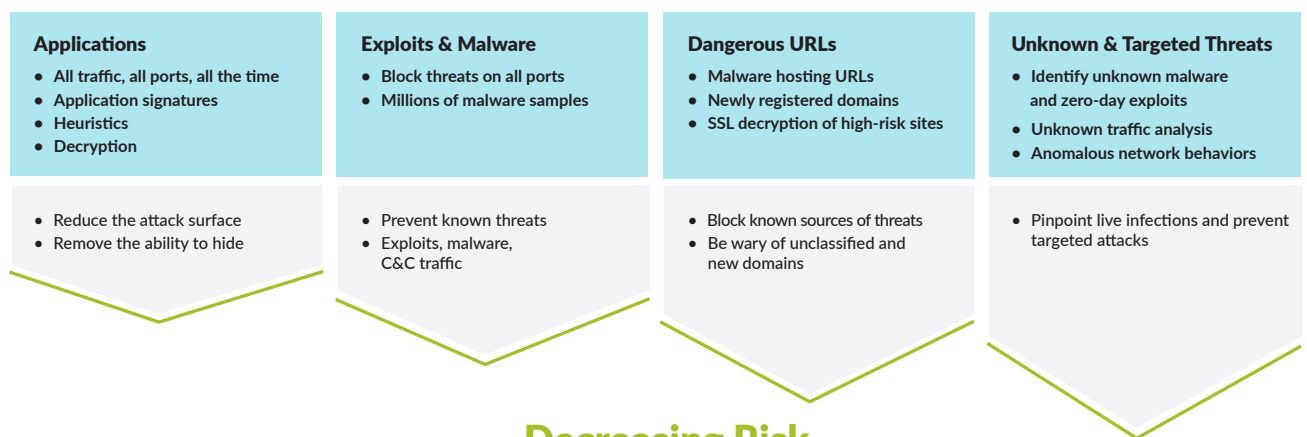 Applications
• All traffic, all ports, all the time
• Application signatures
• Heuristics
• Decryption
• Reduce the attack surface
• Remove the ability to hide
Exploits & Malware
• Block threats on all ports
• Millions of malware samples
• Prevent known threats
• Exploits, malware,
C&C traffic
Dangerous URLs
• Malware hosting URLs
• Newly registered domains
• SSL decryption of high-risk sites
• Block known sources of threats
• Be wary of unclassified and
new domains
Unknown & Targeted Threats
• Identify unknown malware
and zero-day exploits
• Unknown traffic analysis
• Anomalous network behaviors
• Pinpoint live infections and prevent
targeted attacks
Decreasing Risk